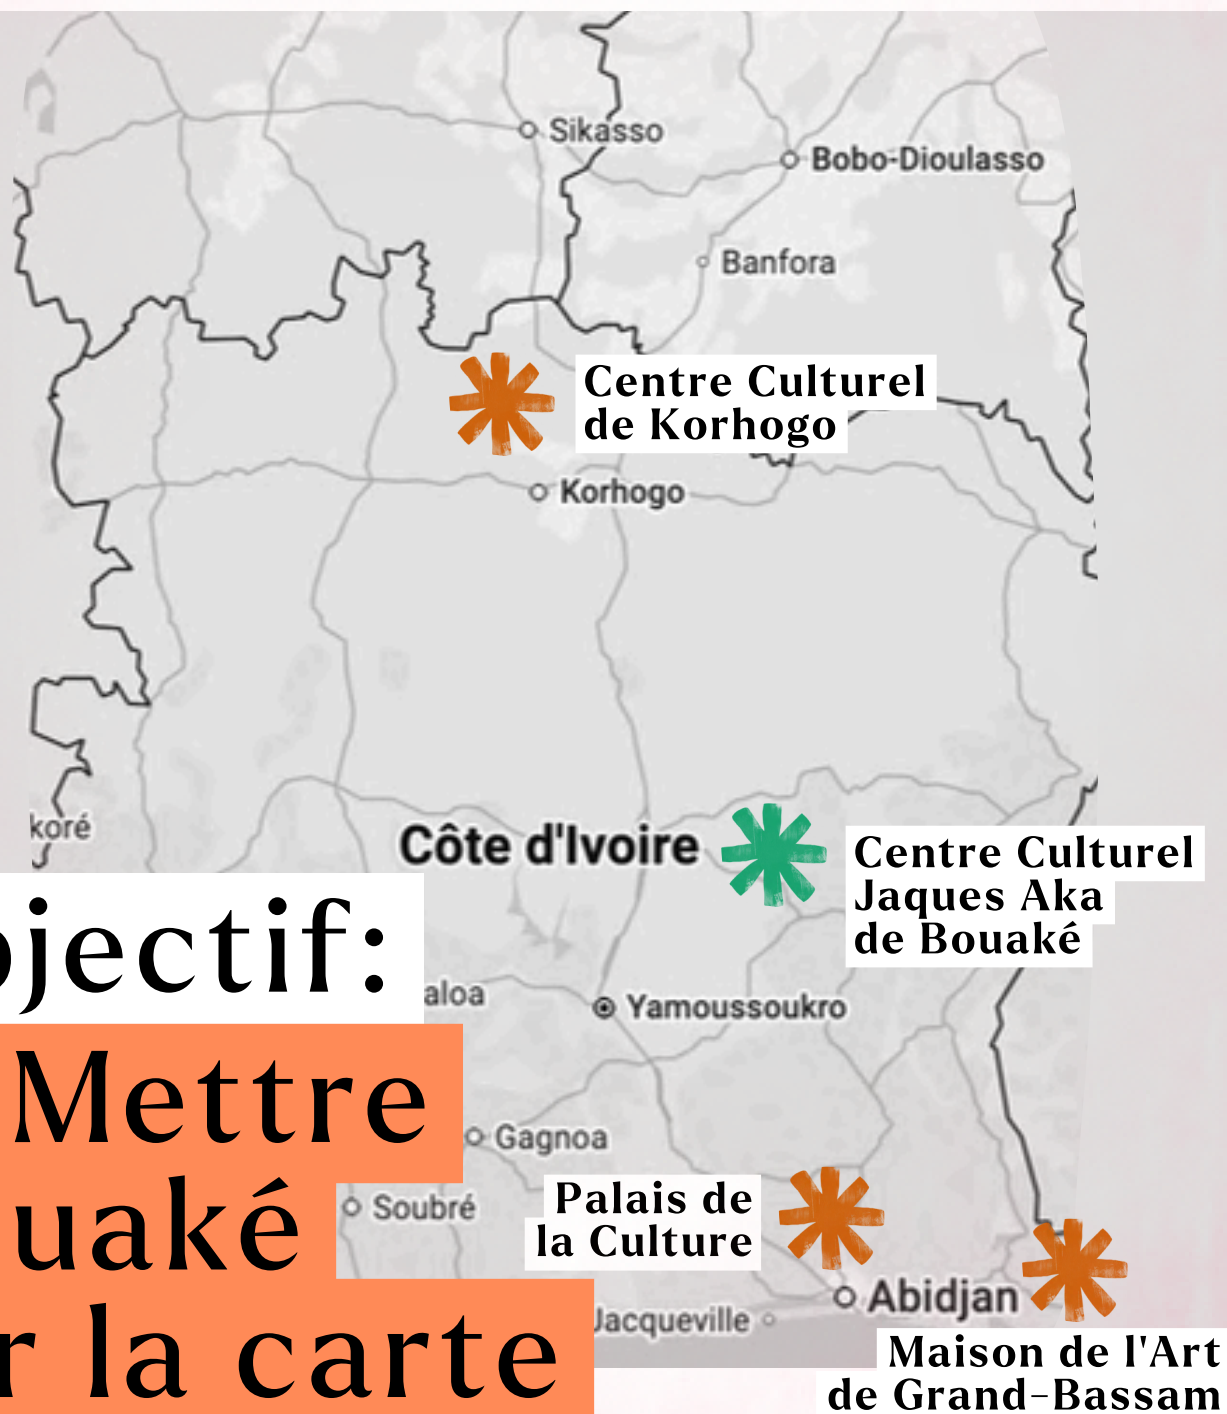 Sikasso
Bobo-Dioulasso
Banfora
Centre Culturel
de Korhogo
Korhogo
koré
Côte d'Ivoire
Centre Culturel
Jaques Aka
de Bouaké
ojectif:
Mettre
uaké
r la carte
aloa
Yamoussoukro
Gagnoa
Soubré
Palais de
la Culture
Abidjan
Jacqueville
Maison de l'Art
de Grand-Bassam